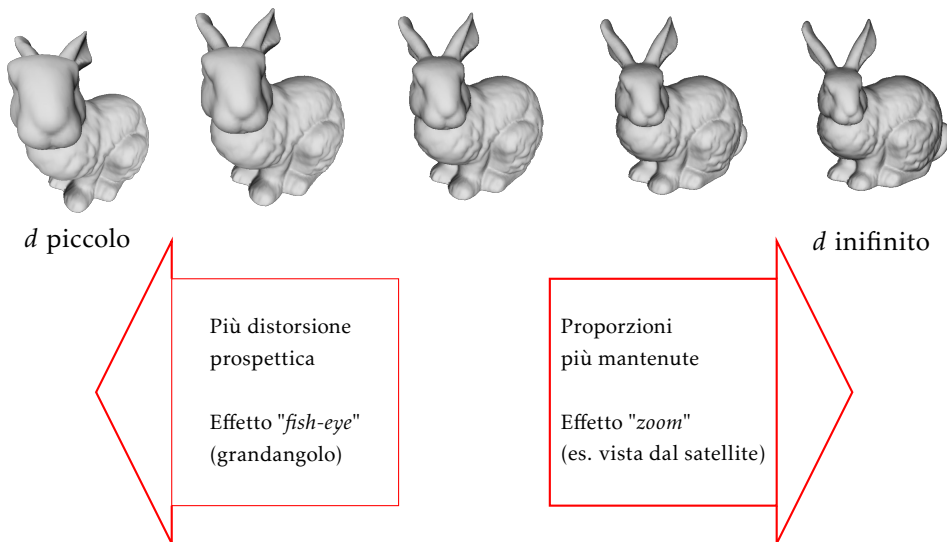 d piccolo
d inifinito
Più distorsione
prospettica
Effetto "fish-eye"
(grandangolo)
Proporzioni
più mantenute
Effetto "zoom"
(es. vista dal satellite)